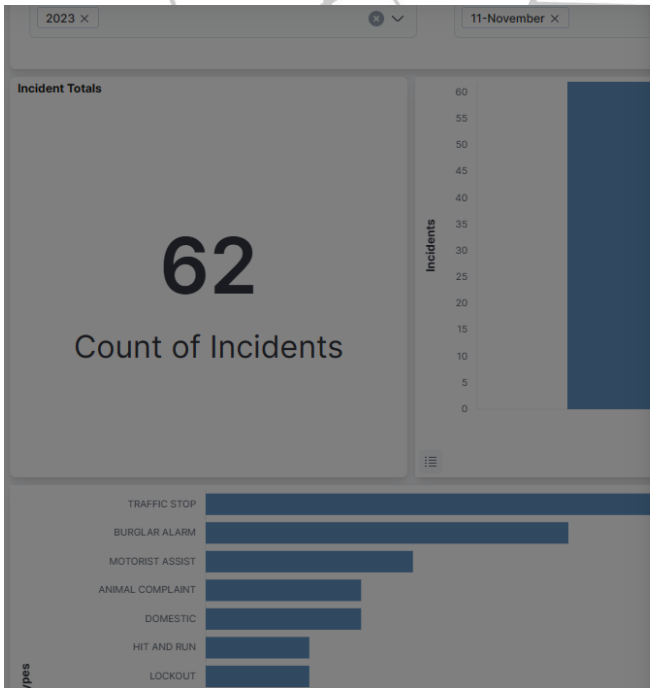 2023 ×
11-November ×
Incident Totals
62
Count of Incidents
60
55
50
45
40
35
30
25
20
15
10
5
0
Incidents
TRAFFIC STOP
BURGLAR ALARM
MOTORIST ASSIST
ANIMAL COMPLAINT
DOMESTIC
HIT AND RUN
LOCKOUT